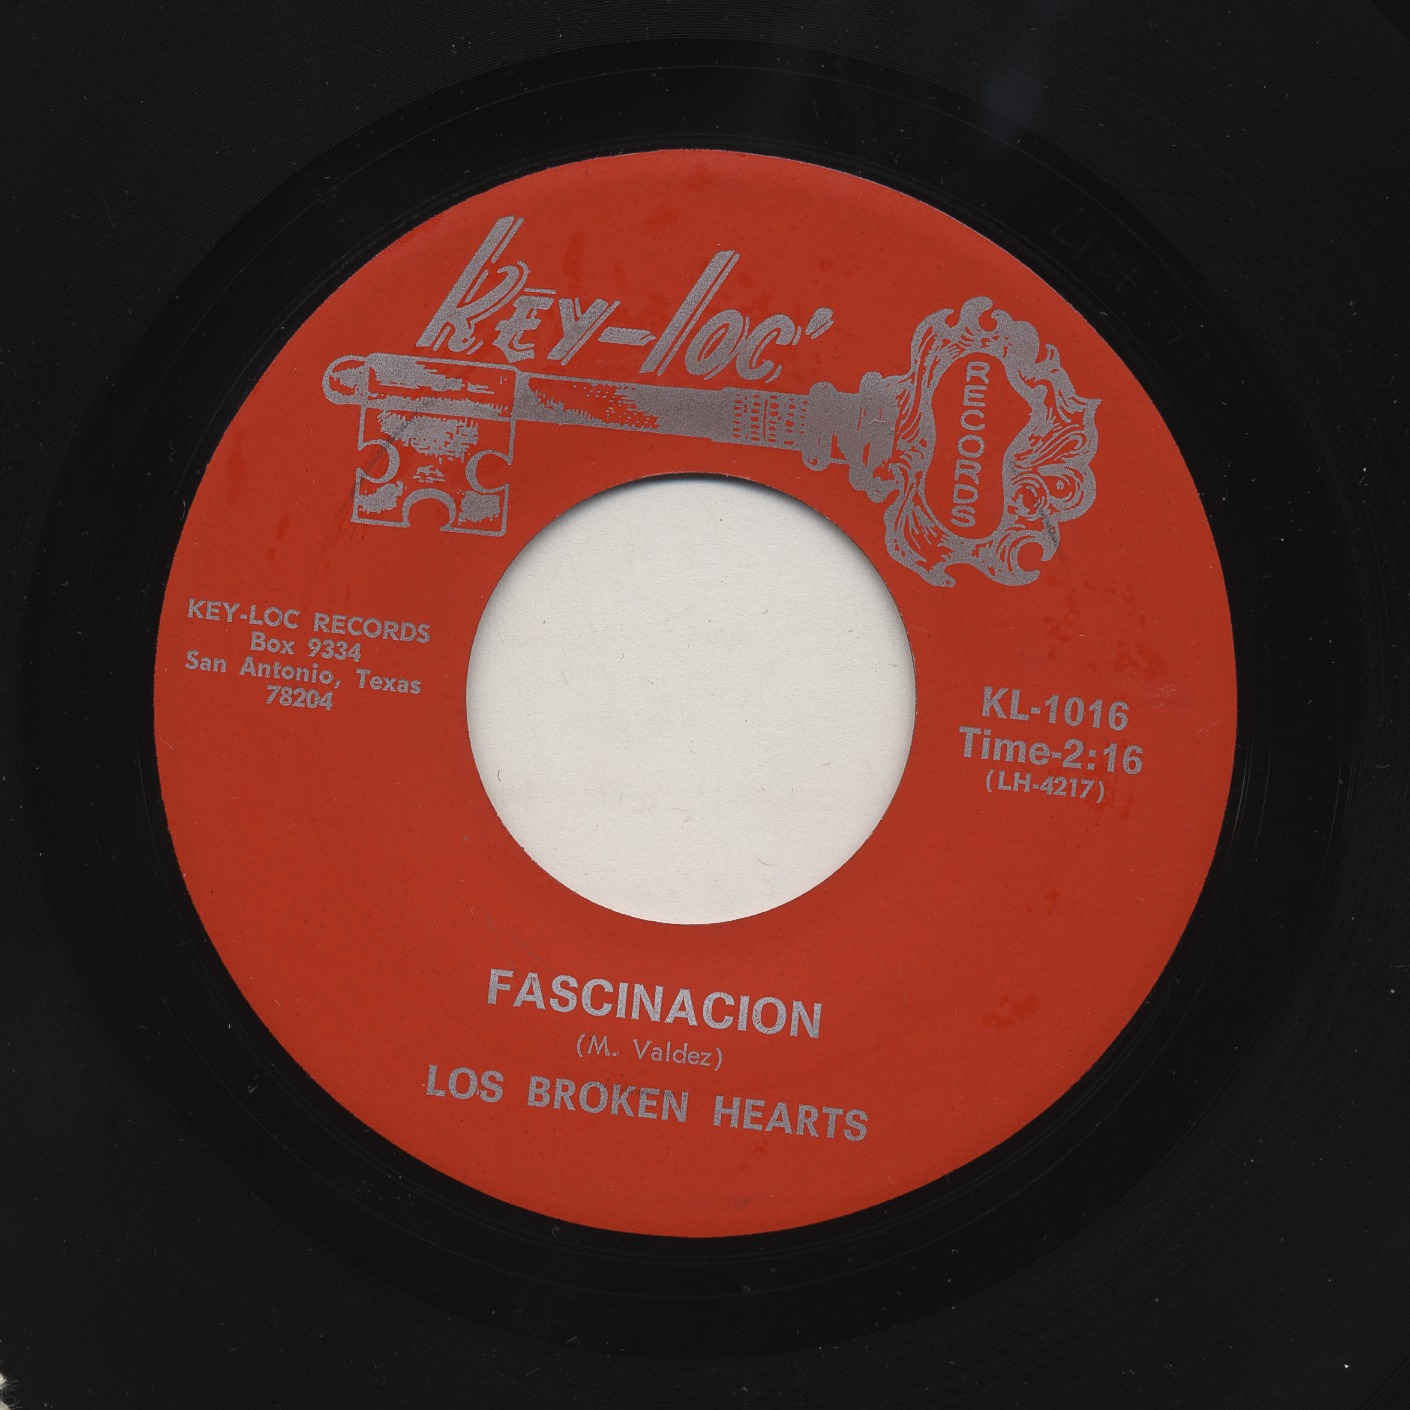 Key-Loc'
RECORDS
KEY-LOC RECORDS
Box 9334
San Antonio, Texas
78204
KL-1016
Time-2:16
(LH-4217)
FASCINACION
(M. Valdez)
LOS BROKEN HEARTS